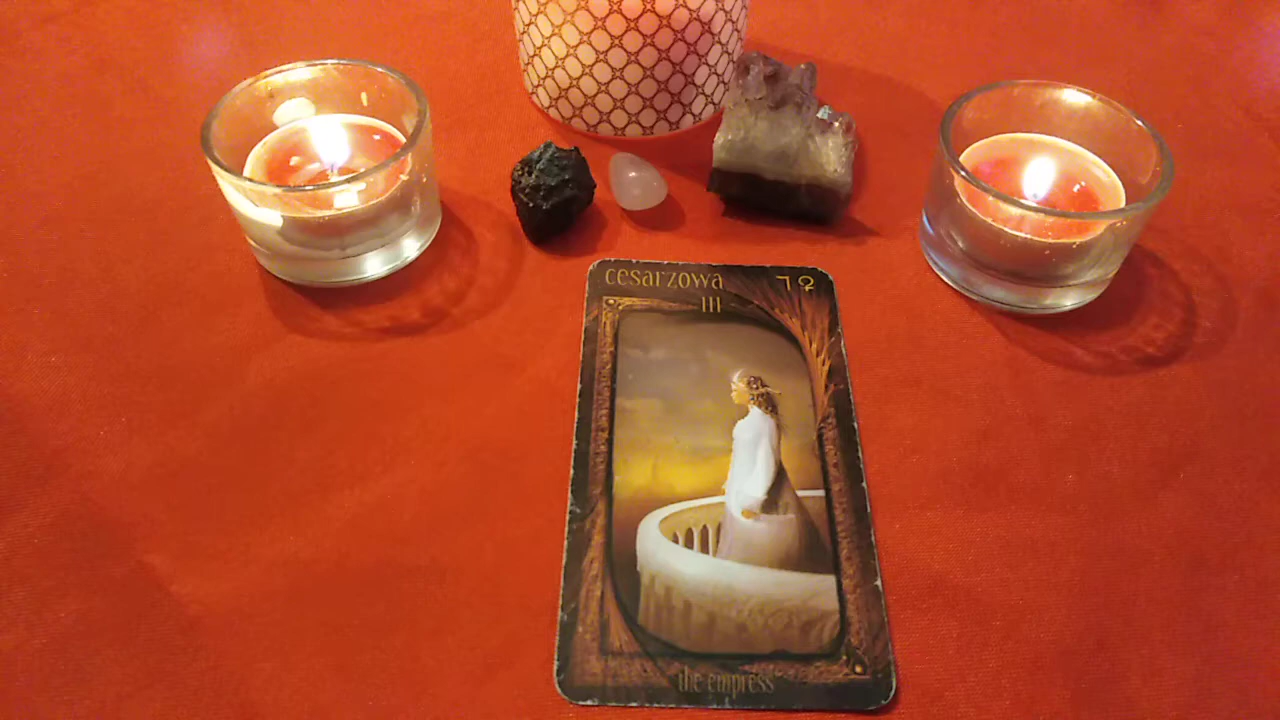 cesarzowa ㄱ♀
III
the empress